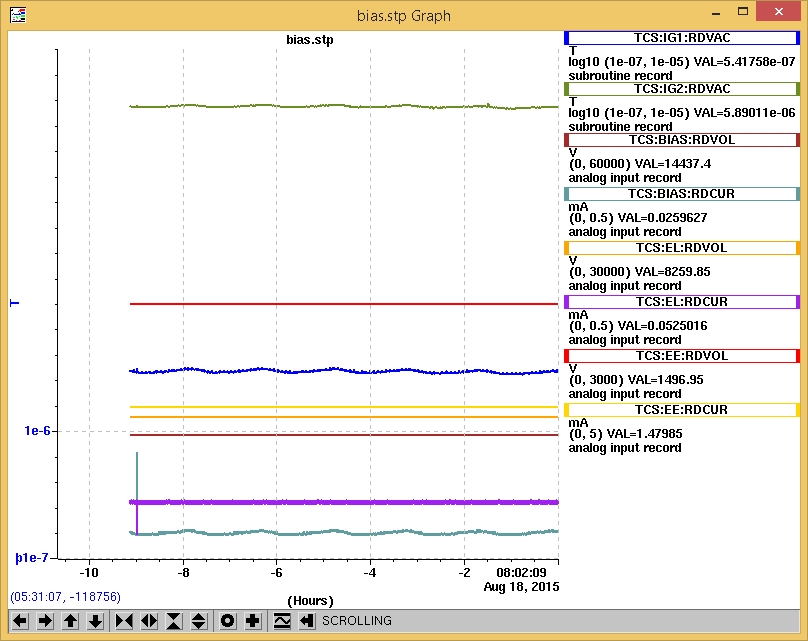 bias.stp Graph
bias.stp
T
1e-6
1e-7
-10
-8
-6
-4
-2
08:02:09
Aug 18, 2015
(Hours)
(05:31:07, -118756)
SCROLLING
TCS:IG1:RDVAC
T
log10 (1e-07, 1e-05) VAL=5.41758e-07
subroutine record
TCS:IG2:RDVAC
T
log10 (1e-07, 1e-05) VAL=5.89011e-06
subroutine record
TCS:BIAS:RDVOL
V
(0, 60000) VAL=14437.4
analog input record
TCS:BIAS:RDCUR
mA
(0, 0.5) VAL=0.0259627
analog input record
TCS:EL:RDVOL
V
(0, 30000) VAL=8259.85
analog input record
TCS:EL:RDCUR
mA
(0, 0.5) VAL=0.0525016
analog input record
TCS:EE:RDVOL
V
(0, 3000) VAL=1496.95
analog input record
TCS:EE:RDCUR
mA
(0, 5) VAL=1.47985
analog input record